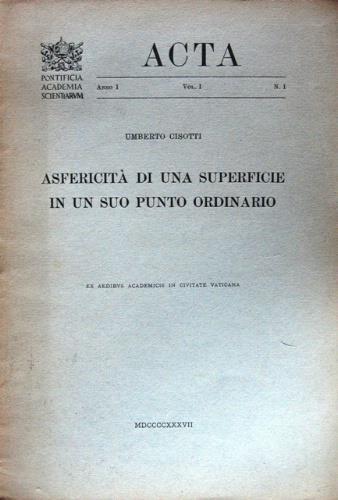 ACTA
PONTIFICIA
ACADEMIA
SCIENTIARVM
Anno I Vol. I N. 1
UMBERTO CISOTTI
ASFERICITÀ DI UNA SUPERFICIE
IN UN SUO PUNTO ORDINARIO
EX AEDIBVS ACADEMICIS IN CIVITATE VATICANA
MDCCCCXXXVII